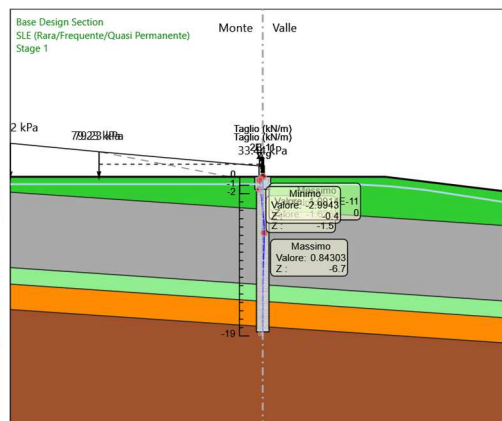 Base Design Section
SLE (Rara/Frequente/Quasi Permanente)
Stage 1
Monte
Valle
2 kPa
Taglio (kN/m)
Taglio (kN/m)
0
-1
-2
Minimo
Valore: -2.9943
Z : -0.4
-1.5
Massimo
Valore: 0.84303
Z : -6.7
-19